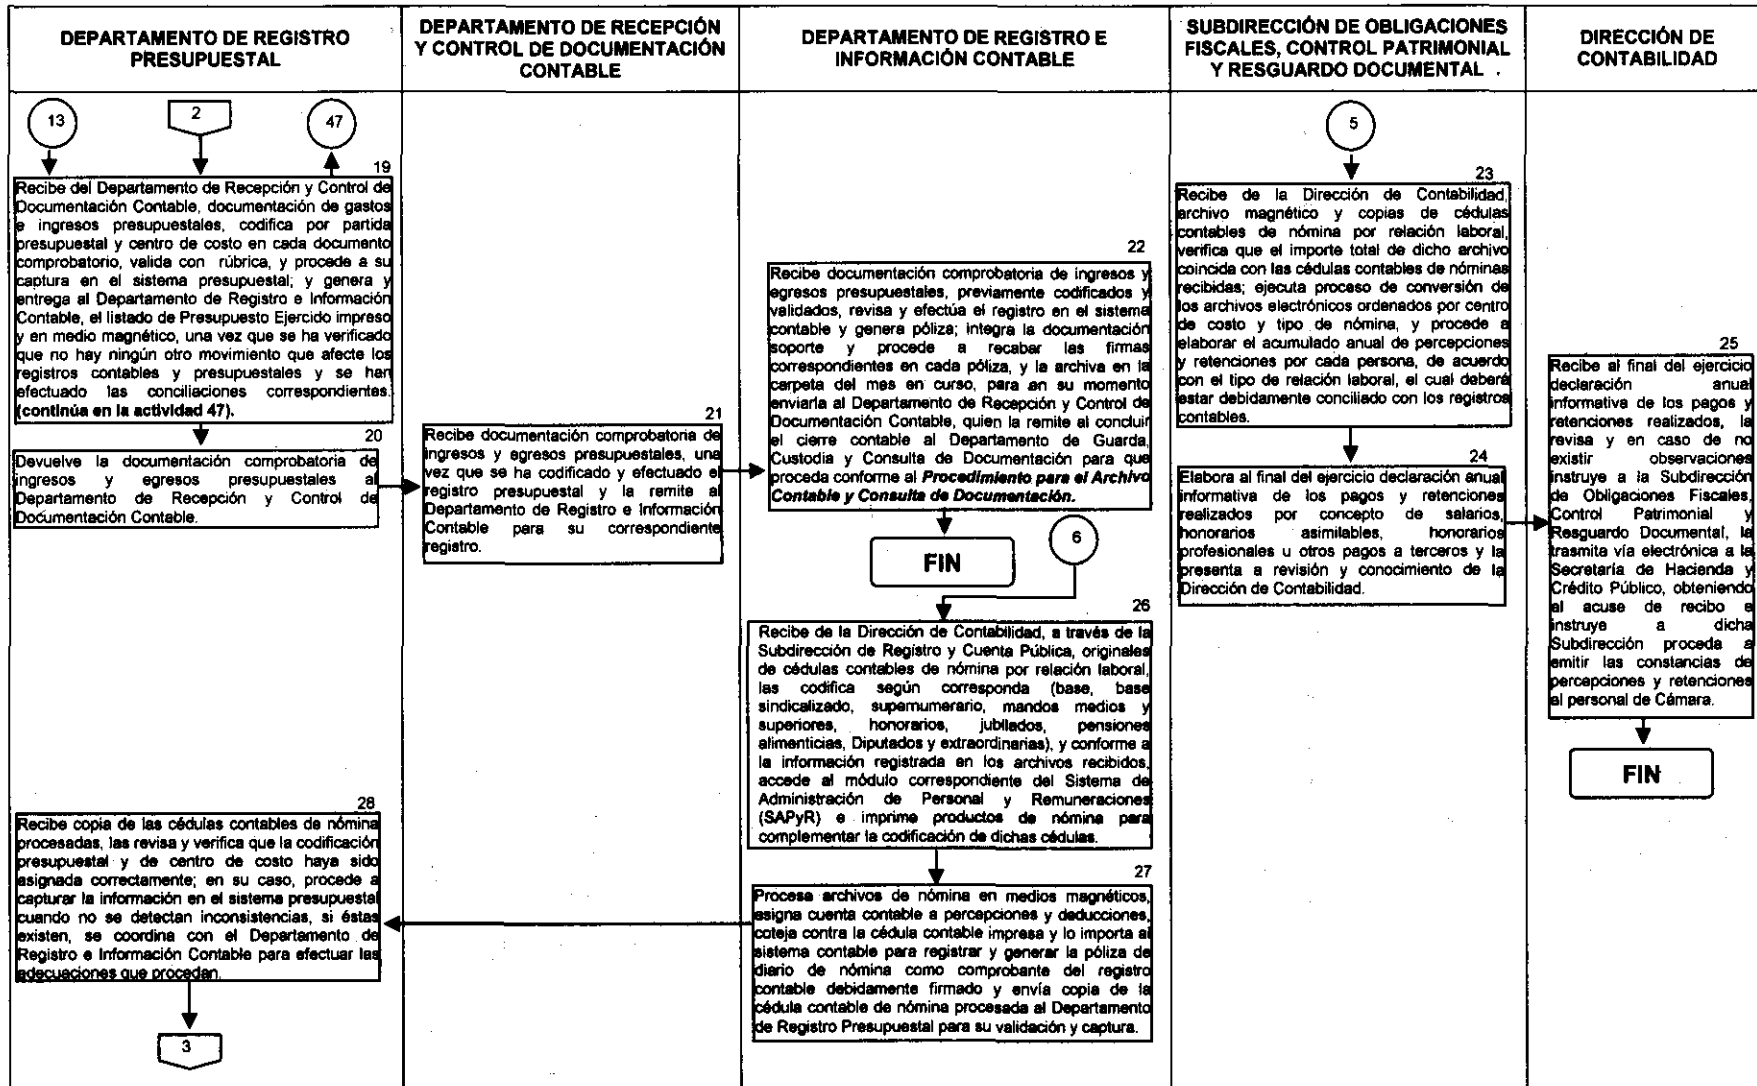 DEPARTAMENTO DE REGISTRO
PRESUPUESTAL
DEPARTAMENTO DE RECEPCIÓN
Y CONTROL DE DOCUMENTACIÓN
CONTABLE
DEPARTAMENTO DE REGISTRO E
INFORMACIÓN CONTABLE
SUBDIRECCIÓN DE OBLIGACIONES
FISCALES, CONTROL PATRIMONIAL
Y RESGUARDO DOCUMENTAL .
DIRECCIÓN DE
CONTABILIDAD
13
2
47
19
Recibe del Departamento de Recepción y Control de
Documentación Contable, documentación de gastos
e ingresos presupuestales, codifica por partida
presupuestal y centro de costo en cada documento
comprobatorio, valida con rúbrica, y procede a su
captura en el sistema presupuestal; y genera y
entrega al Departamento de Registro e Información
Contable, el listado de Presupuesto Ejercido impreso
y en medio magnético, una vez que se ha verificado
que no hay ningún otro movimiento que afecte los
registros contables y presupuestales y se han
efectuado las conciliaciones correspondientes.
(continúa en la actividad 47).
20
Devuelve la documentación comprobatoria de
ingresos y egresos presupuestales al
Departamento de Recepción y Control de
Documentación Contable.
21
Recibe documentación comprobatoria de
ingresos y egresos presupuestales, una
vez que se ha codificado y efectuado el
registro presupuestal y la remite al
Departamento de Registro e Información
Contable para su correspondiente
registro.
22
Recibe documentación comprobatoria de ingresos y
egresos presupuestales, previamente codificados y
validados, revisa y efectúa el registro en el sistema
contable y genera póliza; integra la documentación
soporte y procede a recabar las firmas
correspondientes en cada póliza, y la archiva en la
carpeta del mes en curso, para en su momento
enviarla al Departamento de Recepción y Control de
Documentación Contable, quien la remite al concluir
el cierre contable al Departamento de Guarda,
Custodia y Consulta de Documentación para que
proceda conforme al Procedimiento para el Archivo
Contable y Consulta de Documentación.
FIN
5
23
Recibe de la Dirección de Contabilidad,
archivo magnético y copias de cédulas
contables de nómina por relación laboral,
verifica que el importe total de dicho archivo
coincida con las cédulas contables de nóminas
recibidas; ejecuta proceso de conversión de
los archivos electrónicos ordenados por centro
de costo y tipo de nómina, y procede a
elaborar el acumulado anual de percepciones
y retenciones por cada persona, de acuerdo
con el tipo de relación laboral, el cual deberá
estar debidamente conciliado con los registros
contables.
24
Elabora al final del ejercicio declaración anual
informativa de los pagos y retenciones
realizados por concepto de salarios,
honorarios asimilables, honorarios
profesionales u otros pagos a terceros y la
presenta a revisión y conocimiento de la
Dirección de Contabilidad.
25
Recibe al final del ejercicio
declaración anual
informativa de los pagos y
retenciones realizados, la
revisa y en caso de no
existir observaciones
instruye a la Subdirección
de Obligaciones Fiscales,
Control Patrimonial y
Resguardo Documental, la
trasmita vía electrónica a la
Secretaría de Hacienda y
Crédito Público, obteniendo
el acuse de recibo e
instruye a dicha
Subdirección proceda a
emitir las constancias de
percepciones y retenciones
al personal de Cámara.
FIN
6
26
Recibe de la Dirección de Contabilidad, a través de la
Subdirección de Registro y Cuenta Pública, originales
de cédulas contables de nómina por relación laboral,
las codifica según corresponda (base, base
sindicalizado, supernumerario, mandos medios y
superiores, honorarios, jubilados, pensiones
alimenticias, Diputados y extraordinarias), y conforme a
la información registrada en los archivos recibidos,
accede al módulo correspondiente del Sistema de
Administración de Personal y Remuneraciones
(SAPyR) e imprime productos de nómina para
complementar la codificación de dichas cédulas.
27
Procesa archivos de nómina en medios magnéticos,
asigna cuenta contable a percepciones y deducciones,
coteja contra la cédula contable impresa y lo importa al
sistema contable para registrar y generar la póliza de
diario de nómina como comprobante del registro
contable debidamente firmado y envía copia de la
cédula contable de nómina procesada al Departamento
de Registro Presupuestal para su validación y captura.
28
Recibe copia de las cédulas contables de nómina
procesadas, las revisa y verifica que la codificación
presupuestal y de centro de costo haya sido
asignada correctamente; en su caso, procede a
capturar la información en el sistema presupuestal
cuando no se detectan inconsistencias, si éstas
existen, se coordina con el Departamento de
Registro e Información Contable para efectuar las
adecuaciones que procedan.
3